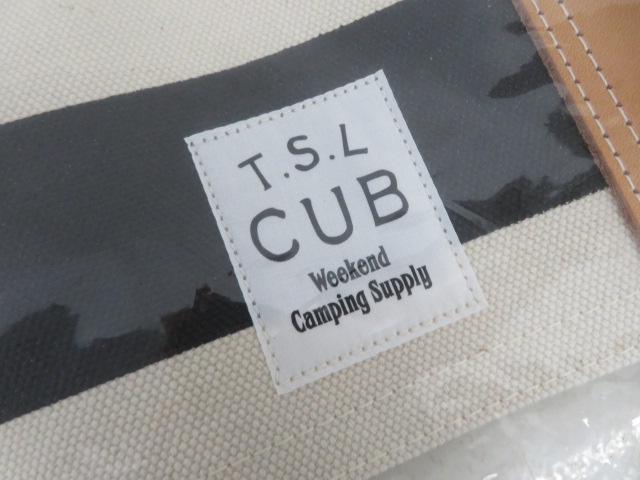 T.S.L
CUB
Weekend
Camping Supply